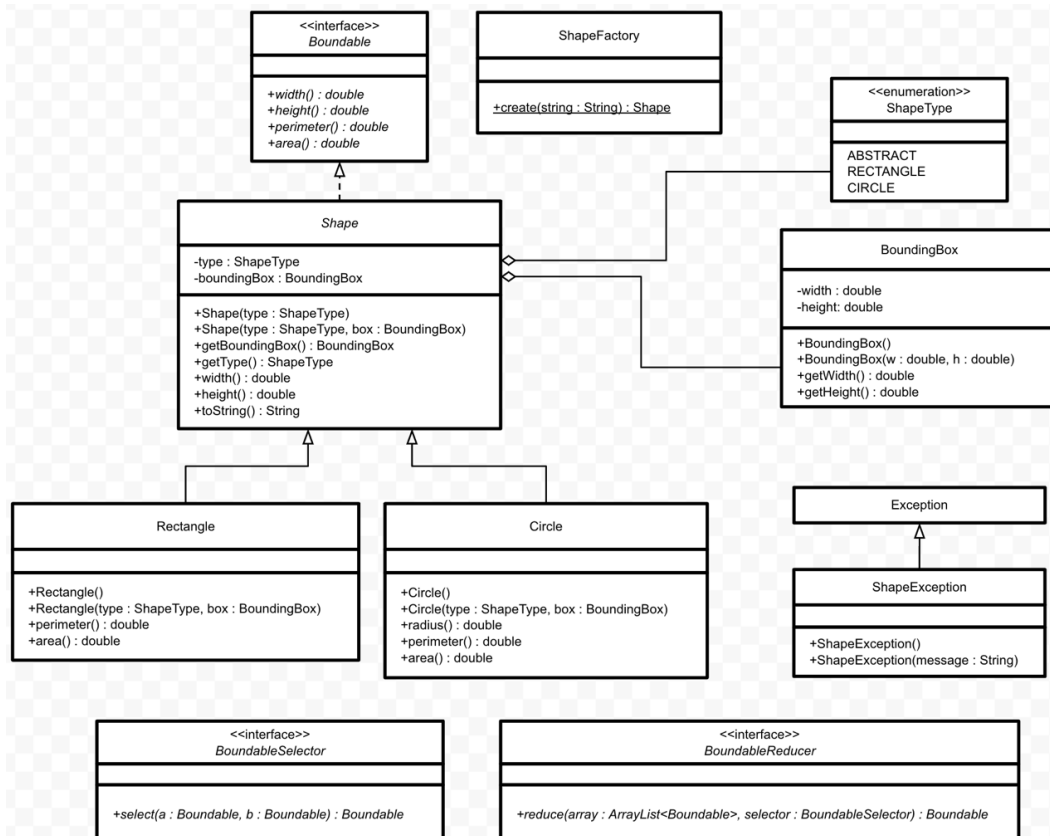 <<interface>>
Boundable
+width() : double
+height() : double
+perimeter() : double
+area() : double
ShapeFactory
+create(string : String) : Shape
<<enumeration>>
ShapeType
ABSTRACT
RECTANGLE
CIRCLE
Shape
-type : ShapeType
-boundingBox : BoundingBox
+Shape(type : ShapeType)
+Shape(type : ShapeType, box : BoundingBox)
+getBoundingBox() : BoundingBox
+getType() : ShapeType
+width() : double
+height() : double
+toString() : String
BoundingBox
-width : double
-height: double
+BoundingBox()
+BoundingBox(w : double, h : double)
+getWidth() : double
+getHeight() : double
Rectangle
+Rectangle()
+Rectangle(type : ShapeType, box : BoundingBox)
+perimeter() : double
+area() : double
Circle
+Circle()
+Circle(type : ShapeType, box : BoundingBox)
+radius() : double
+perimeter() : double
+area() : double
Exception
ShapeException
+ShapeException()
+ShapeException(message : String)
<<interface>>
BoundableSelector
+select(a : Boundable, b : Boundable) : Boundable
<<interface>>
BoundableReducer
+reduce(array : ArrayList<Boundable>, selector : BoundableSelector) : Boundable